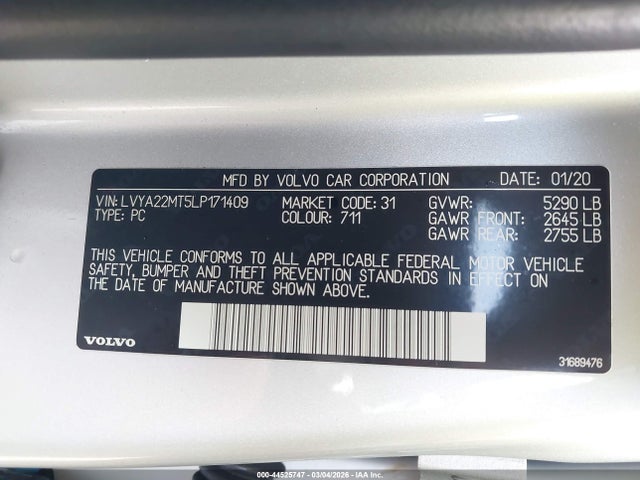 MFD BY VOLVO CAR CORPORATION DATE: 01/20
VIN: LVYA22MT5LP171409 MARKET CODE: 31 GVWR: 5290 LB
TYPE: PC COLOUR: 711 GAWR FRONT: 2645 LB
GAWR REAR: 2755 LB
THIS VEHICLE CONFORMS TO ALL APPLICABLE FEDERAL MOTOR VEHICLE
SAFETY, BUMPER AND THEFT PREVENTION STANDARDS IN EFFECT ON
THE DATE OF MANUFACTURE SHOWN ABOVE.
VOLVO
31689476
000-44525747 - 03/04/2026 - IAA Inc.